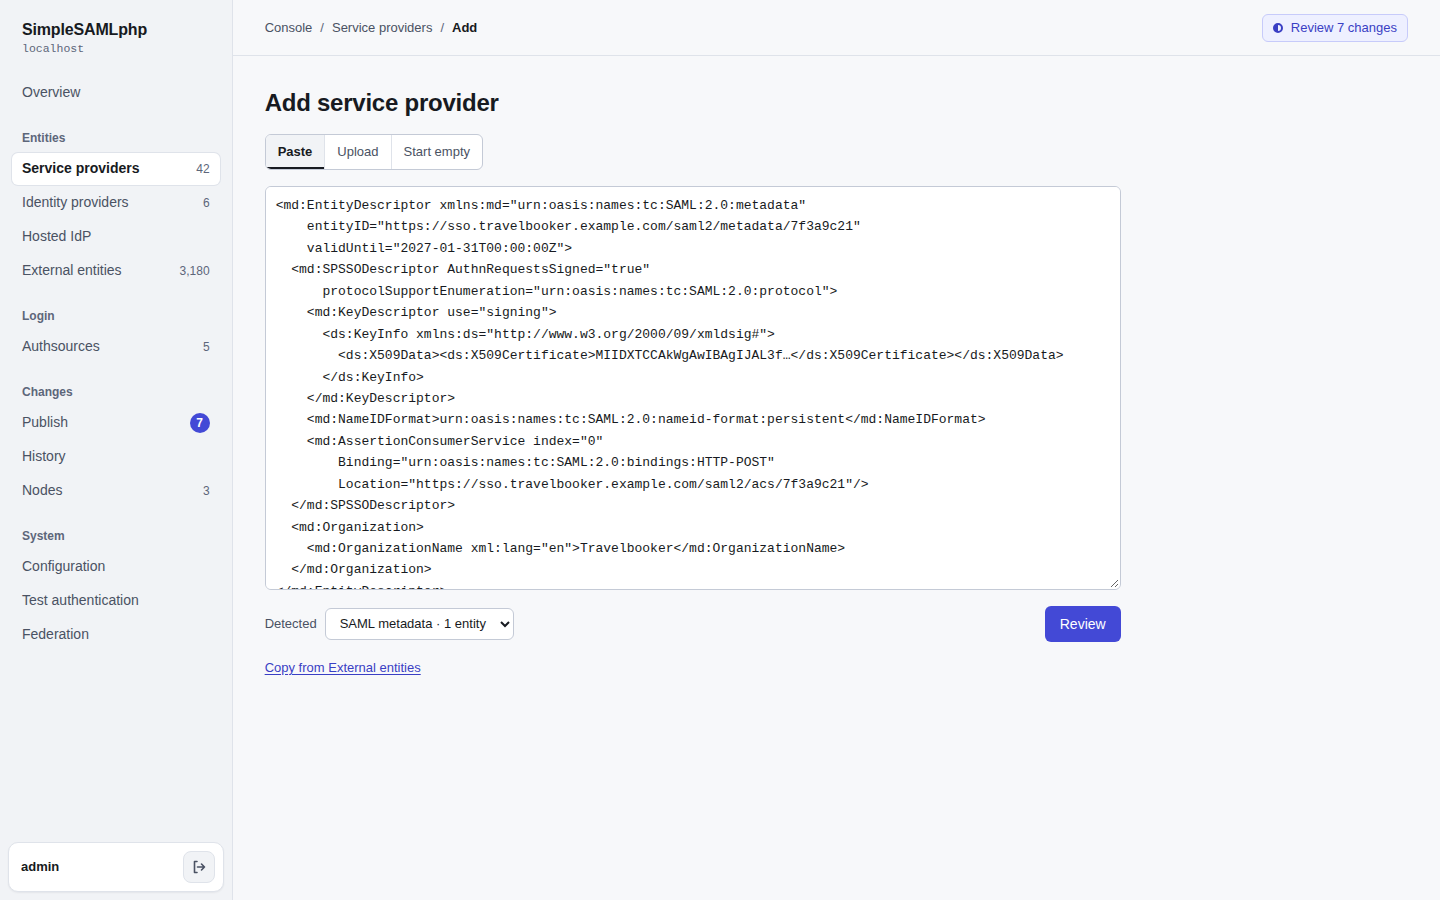 SimpleSAMLphp
localhost
Overview
Entities
Service providers 42
Identity providers 6
Hosted IdP
External entities 3,180
Login
Authsources 5
Changes
Publish 7
History
Nodes 3
System
Configuration
Test authentication
Federation
admin
Console / Service providers / Add
Review 7 changes
Add service provider
Paste Upload Start empty
<md:EntityDescriptor xmlns:md="urn:oasis:names:tc:SAML:2.0:metadata"
    entityID="https://sso.travelbooker.example.com/saml2/metadata/7f3a9c21"
    validUntil="2027-01-31T00:00:00Z">
  <md:SPSSODescriptor AuthnRequestsSigned="true"
      protocolSupportEnumeration="urn:oasis:names:tc:SAML:2.0:protocol">
    <md:KeyDescriptor use="signing">
      <ds:KeyInfo xmlns:ds="http://www.w3.org/2000/09/xmldsig#">
        <ds:X509Data><ds:X509Certificate>MIIDXTCCAkWgAwIBAgIJAL3f…</ds:X509Certificate></ds:X509Data>
      </ds:KeyInfo>
    </md:KeyDescriptor>
    <md:NameIDFormat>urn:oasis:names:tc:SAML:2.0:nameid-format:persistent</md:NameIDFormat>
    <md:AssertionConsumerService index="0"
        Binding="urn:oasis:names:tc:SAML:2.0:bindings:HTTP-POST"
        Location="https://sso.travelbooker.example.com/saml2/acs/7f3a9c21"/>
  </md:SPSSODescriptor>
  <md:Organization>
    <md:OrganizationName xml:lang="en">Travelbooker</md:OrganizationName>
  </md:Organization>
</md:EntityDescriptor>
Detected SAML metadata · 1 entity
Review
Copy from External entities